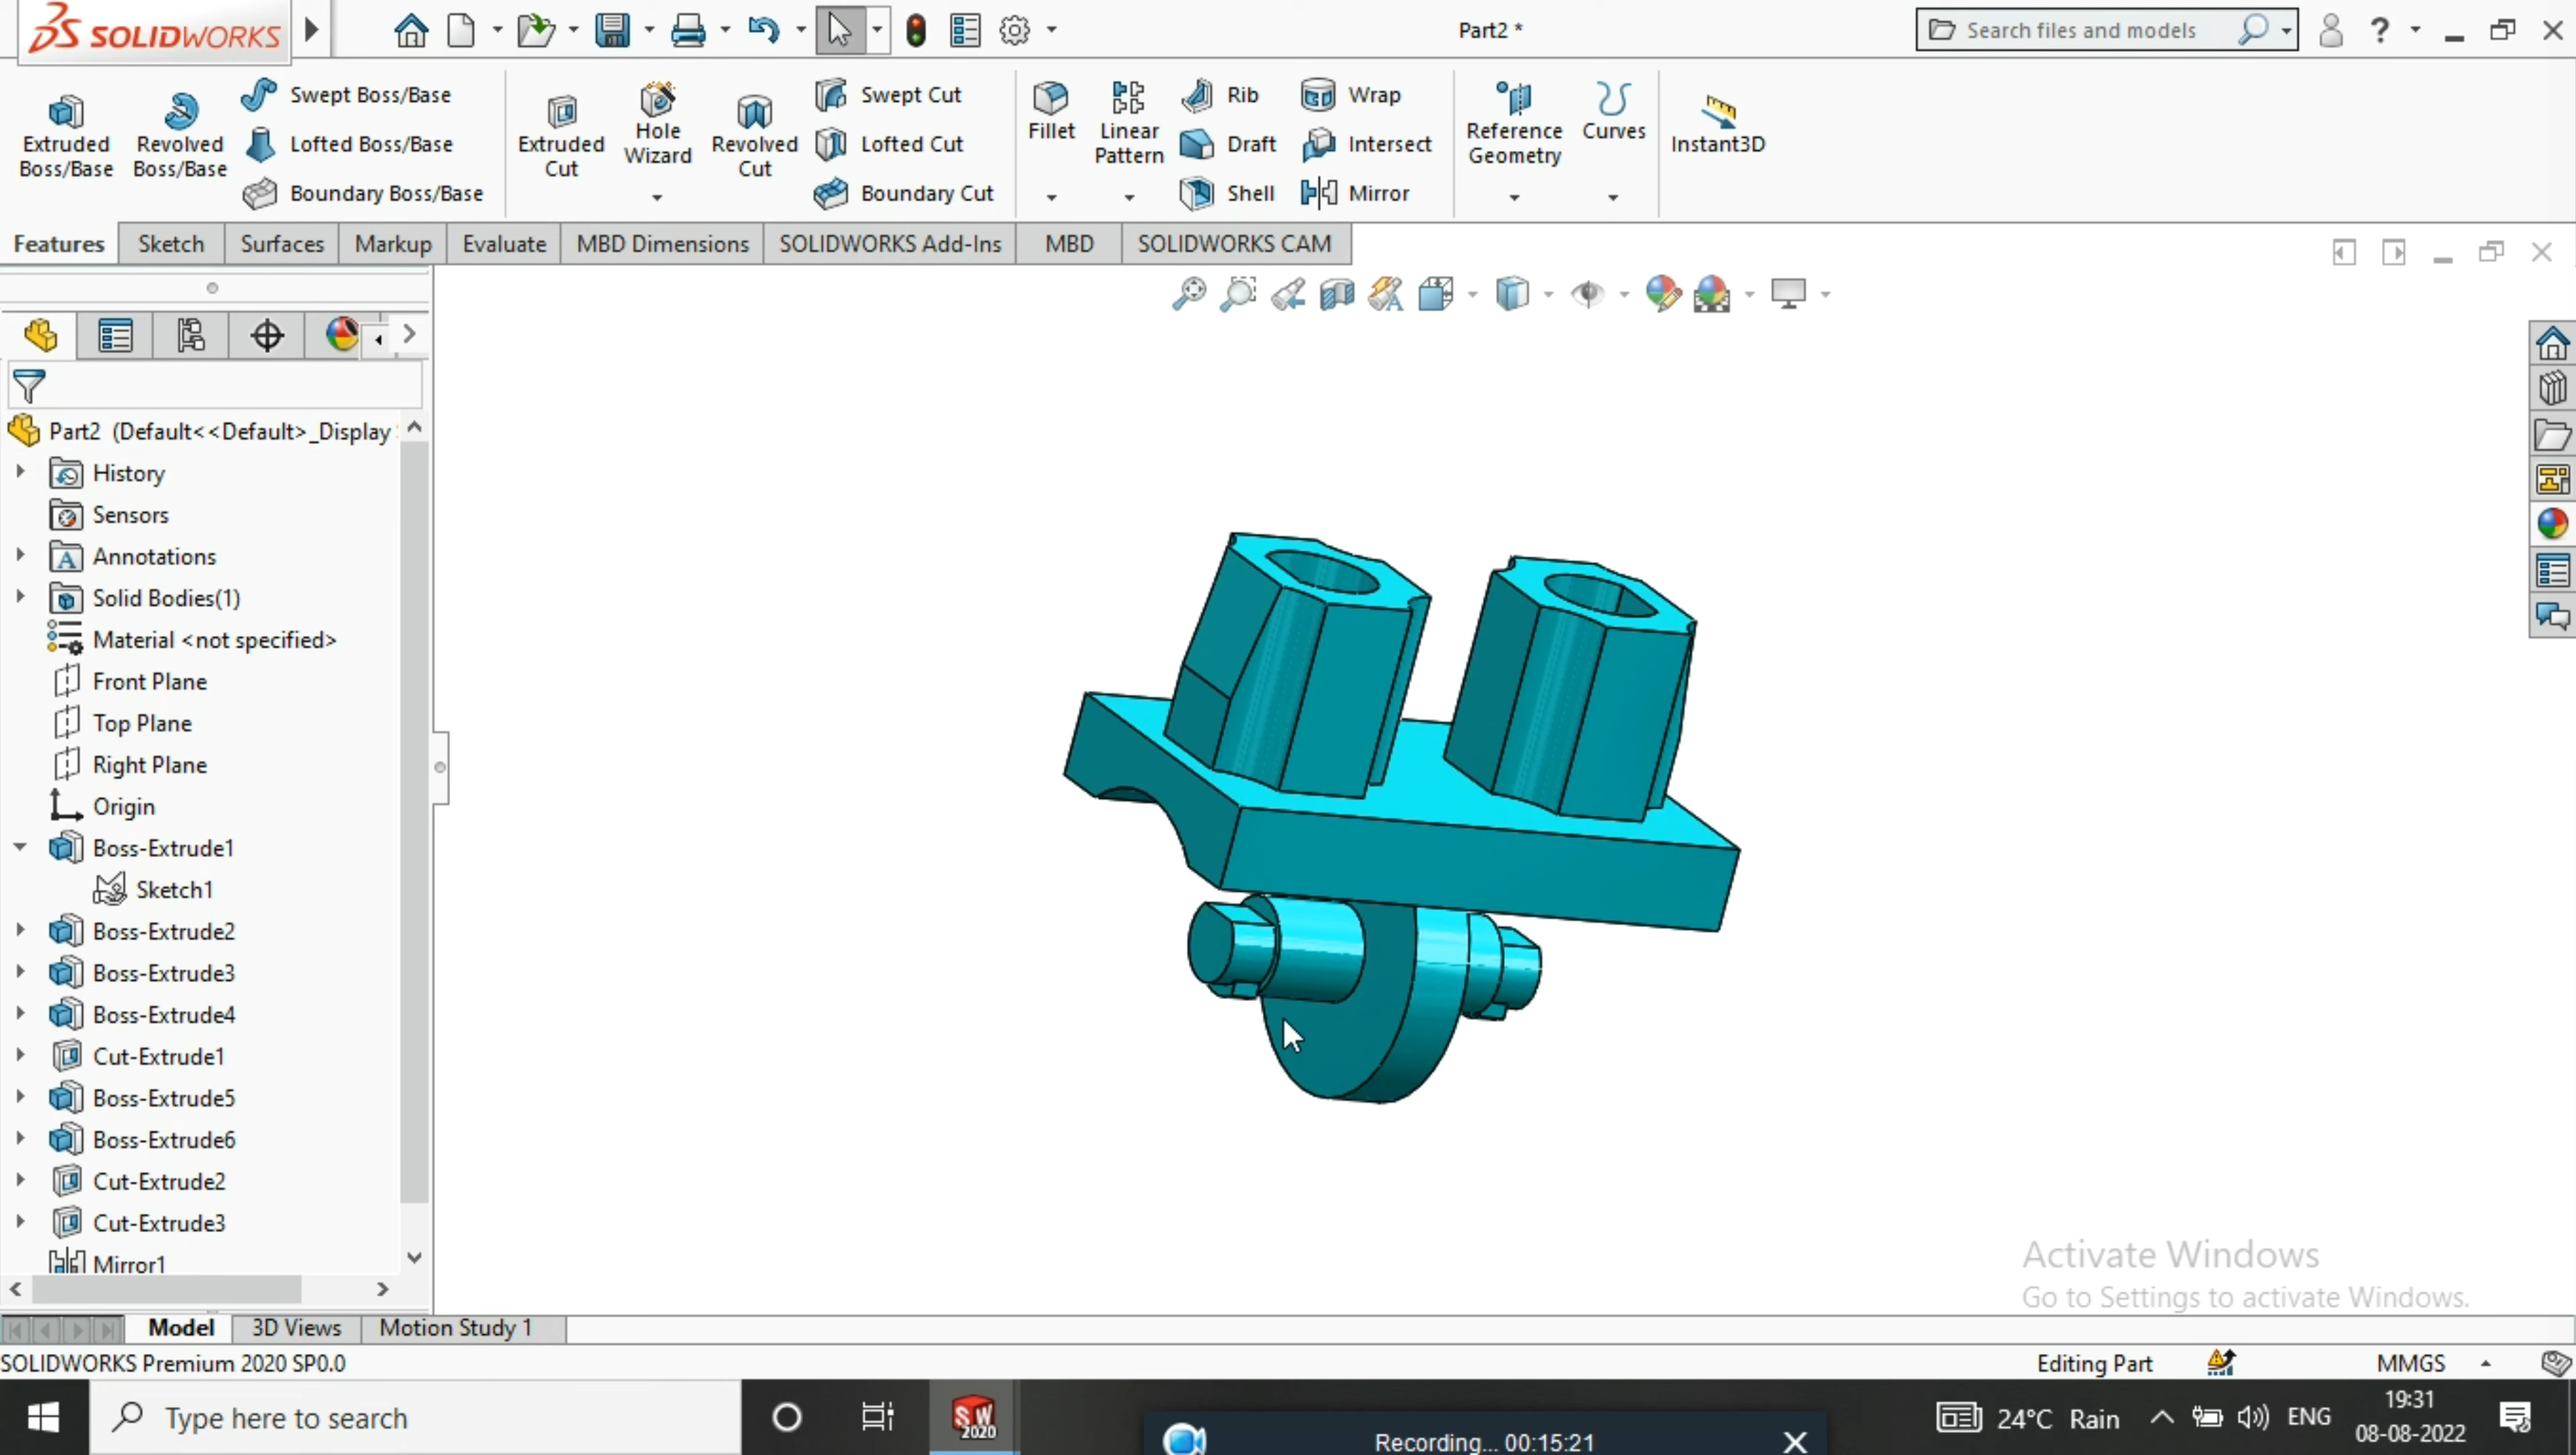 SOLIDWORKS
Part2 *
Search files and models
?
Extruded Boss/Base
Revolved Boss/Base
Swept Boss/Base
Lofted Boss/Base
Boundary Boss/Base
Extruded Cut
Hole Wizard
Revolved Cut
Swept Cut
Lofted Cut
Boundary Cut
Fillet
Linear Pattern
Rib
Draft
Shell
Wrap
Intersect
Mirror
Reference Geometry
Curves
Instant3D
Features
Sketch
Surfaces
Markup
Evaluate
MBD Dimensions
SOLIDWORKS Add-Ins
MBD
SOLIDWORKS CAM
Part2 (Default<<Default>_Display
History
Sensors
A Annotations
Solid Bodies(1)
Material <not specified>
Front Plane
Top Plane
Right Plane
Origin
Boss-Extrude1
Sketch1
Boss-Extrude2
Boss-Extrude3
Boss-Extrude4
Cut-Extrude1
Boss-Extrude5
Boss-Extrude6
Cut-Extrude2
Cut-Extrude3
Mirror1
Activate Windows
Go to Settings to activate Windows.
Model
3D Views
Motion Study 1
SOLIDWORKS Premium 2020 SP0.0
Editing Part
MMGS
Type here to search
SW 2020
Recording... 00:15:21
24°C Rain
ENG
19:31
08-08-2022